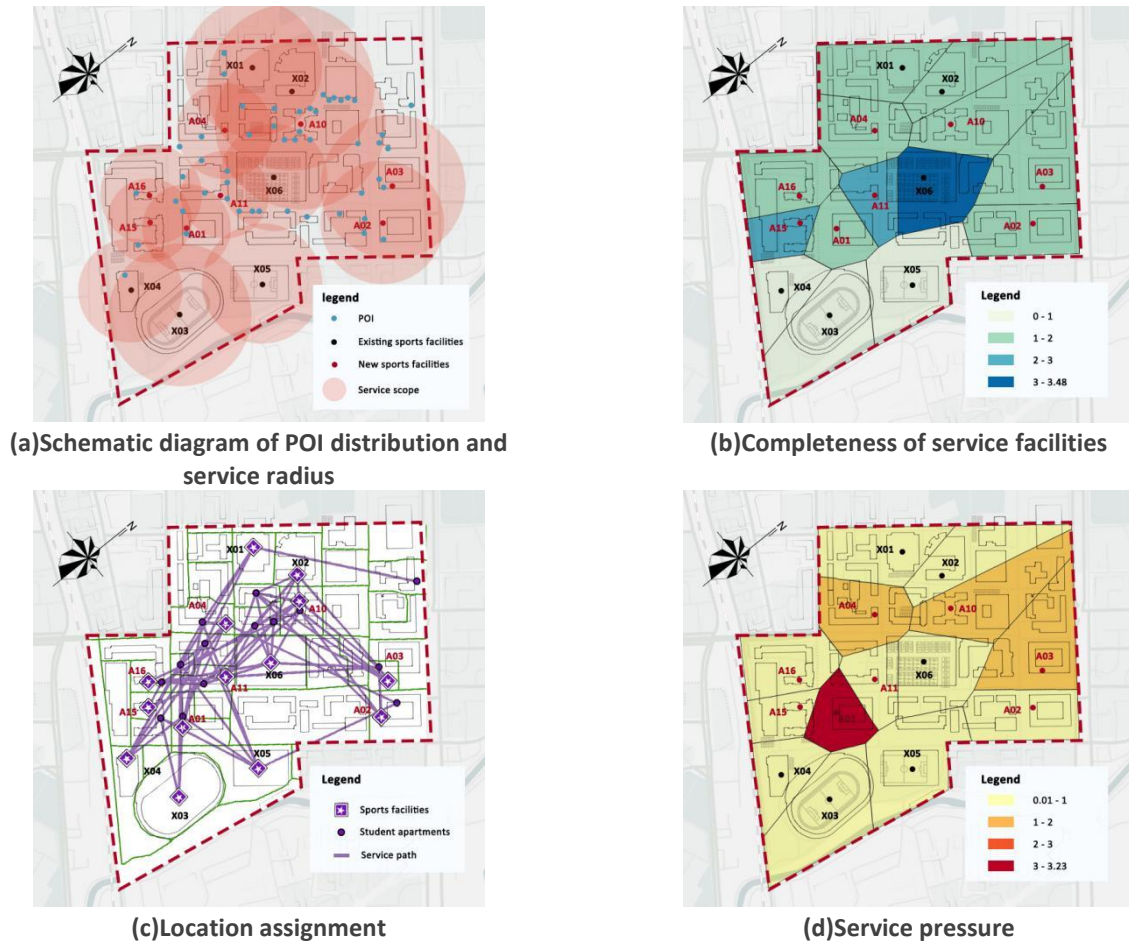 N
X01
X02
A04
A10
A16
X06
A03
A11
A15
A01
A02
X05
X04
X03
legend
POI
Existing sports facilities
New sports facilities
Service scope
(a)Schematic diagram of POI distribution and
service radius
N
X01
X02
A04
A10
A16
X06
A03
A11
A15
A01
A02
X05
X04
X03
Legend
0 - 1
1 - 2
2 - 3
3 - 3.48
(b)Completeness of service facilities
N
X01
X02
A04
A10
A16
X06
A03
A11
A15
A01
A02
X05
X04
X03
Legend
Sports facilities
Student apartments
Service path
(c)Location assignment
N
X01
X02
A04
A10
A16
X06
A03
A11
A15
A01
A02
X05
X04
X03
Legend
0.01 - 1
1 - 2
2 - 3
3 - 3.23
(d)Service pressure